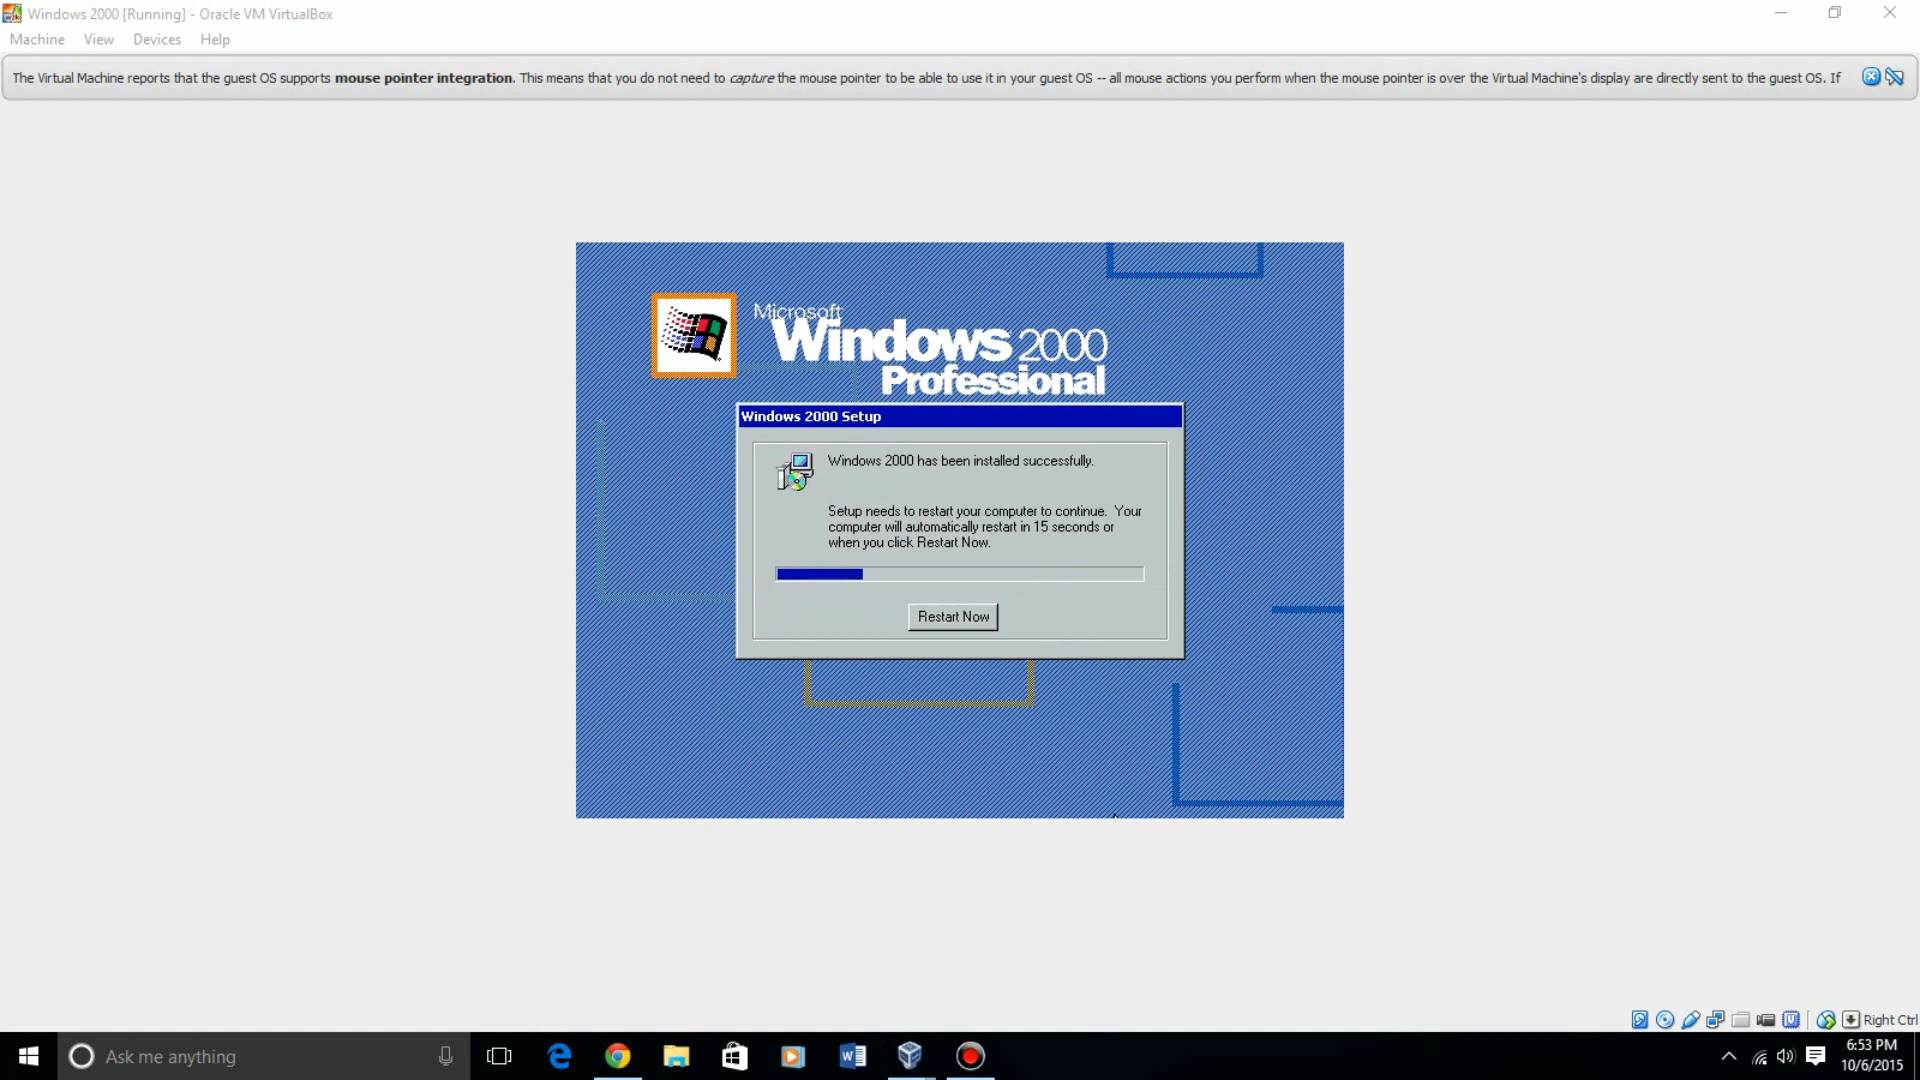 Windows 2000 [Running] - Oracle VM VirtualBox
Machine View Devices Help
The Virtual Machine reports that the guest OS supports mouse pointer integration. This means that you do not need to capture the mouse pointer to be able to use it in your guest OS -- all mouse actions you perform when the mouse pointer is over the Virtual Machine's display are directly sent to the guest OS. If
Microsoft
Windows 2000
Professional
Windows 2000 Setup
Windows 2000 has been installed successfully.
Setup needs to restart your computer to continue. Your
computer will automatically restart in 15 seconds or
when you click Restart Now.
Restart Now
Right Ctrl
Ask me anything
6:53 PM
10/6/2015